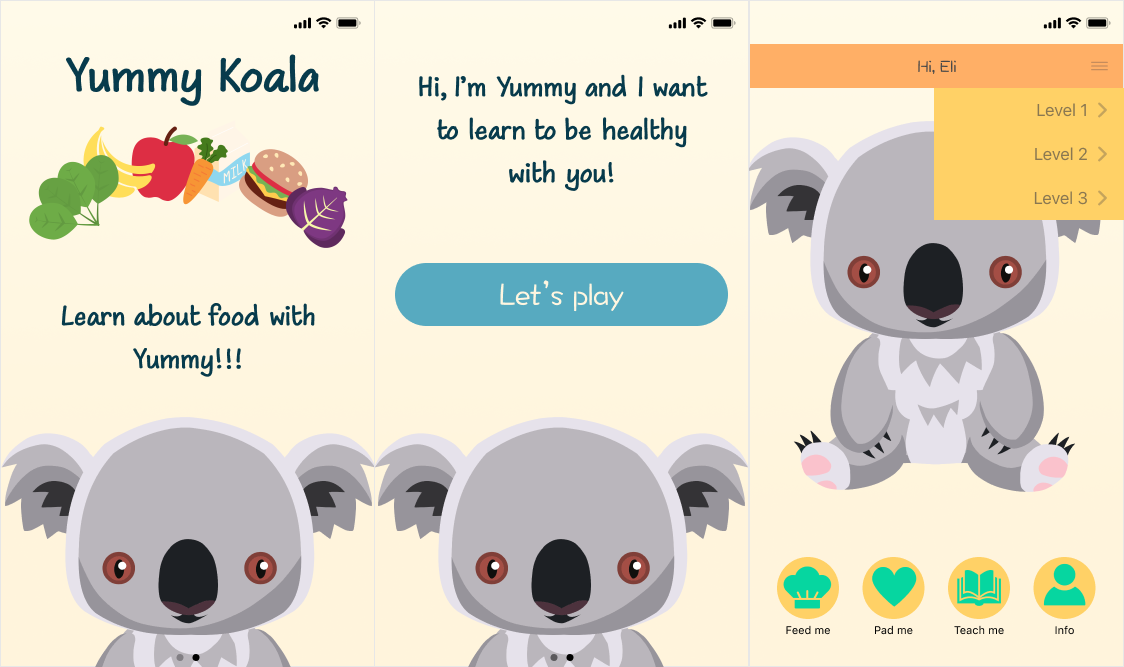 Yummy Koala
MILK
Learn about food with
Yummy!!!
Hi, I'm Yummy and I want
to learn to be healthy
with you!
Let's play
Hi, Eli
Level 1
Level 2
Level 3
Feed me
Pad me
Teach me
Info